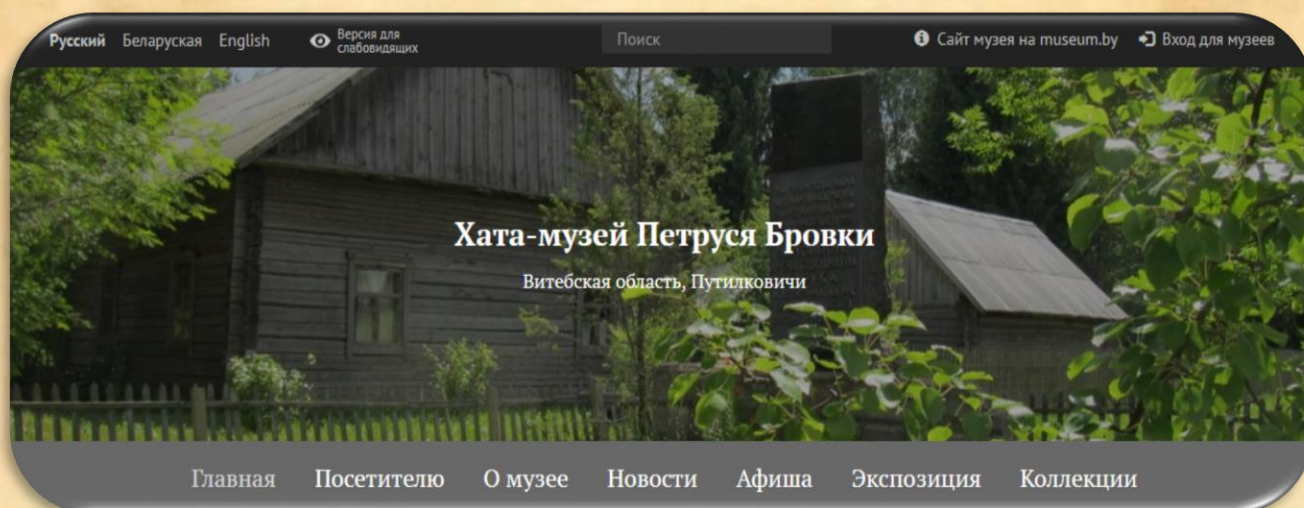 Русский Беларуская English Версия для слабовидящих Поиск Сайт музея на museum.by Вход для музеев
Хата-музей Петруся Бровки
Витебская область, Путилковичи
Главная Посетителю О музее Новости Афиша Экспозиция Коллекции